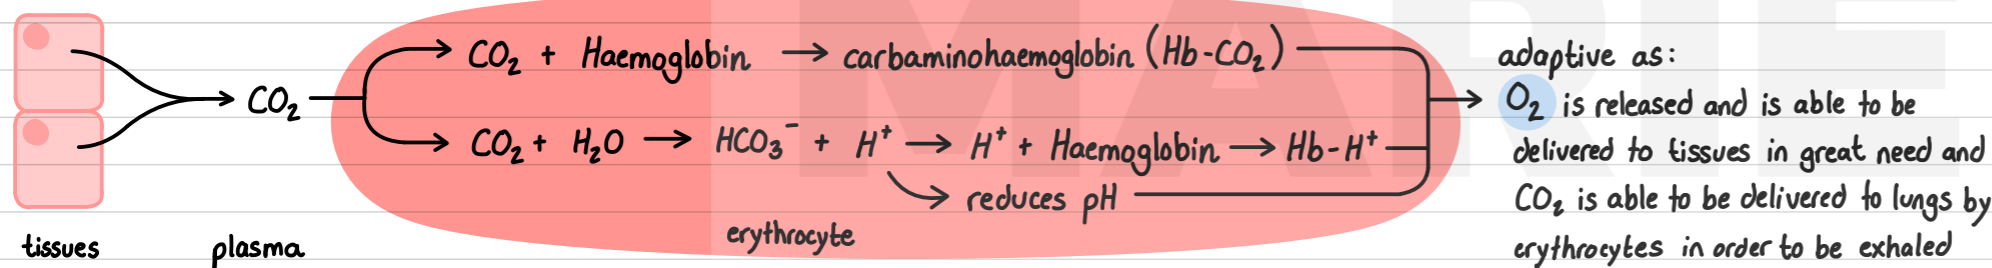 CO₂ + Haemoglobin → carbaminohaemoglobin (Hb-CO₂)
CO₂
CO₂ + H₂O → HCO₃⁻ + H⁺ → H⁺ + Haemoglobin → Hb-H⁺
reduces pH
erythrocyte
tissues
plasma
adaptive as:
O₂ is released and is able to be
delivered to tissues in great need and
CO₂ is able to be delivered to lungs by
erythrocytes in order to be exhaled
MARIE